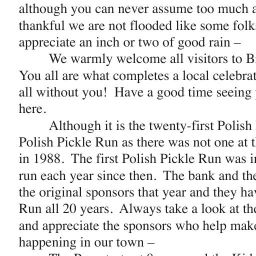 although you can never assume too much a
thankful we are not flooded like some folk
appreciate an inch or two of good rain –
We warmly welcome all visitors to B
You all are what completes a local celebrat
all without you!  Have a good time seeing
here.
Although it is the twenty-first Polish
Polish Pickle Run as there was not one at t
in 1988.  The first Polish Pickle Run was i
run each year since then.  The bank and the
the original sponsors that year and they ha
Run all 20 years.  Always take a look at the
and appreciate the sponsors who help make
happening in our town –